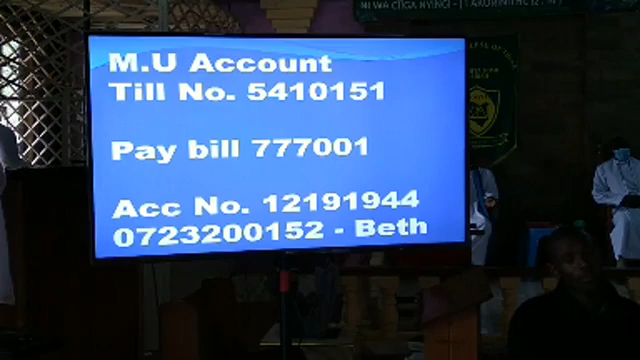 M.U Account
Till No. 5410151
Pay bill 777001
Acc No. 12191944
0723200152 - Beth